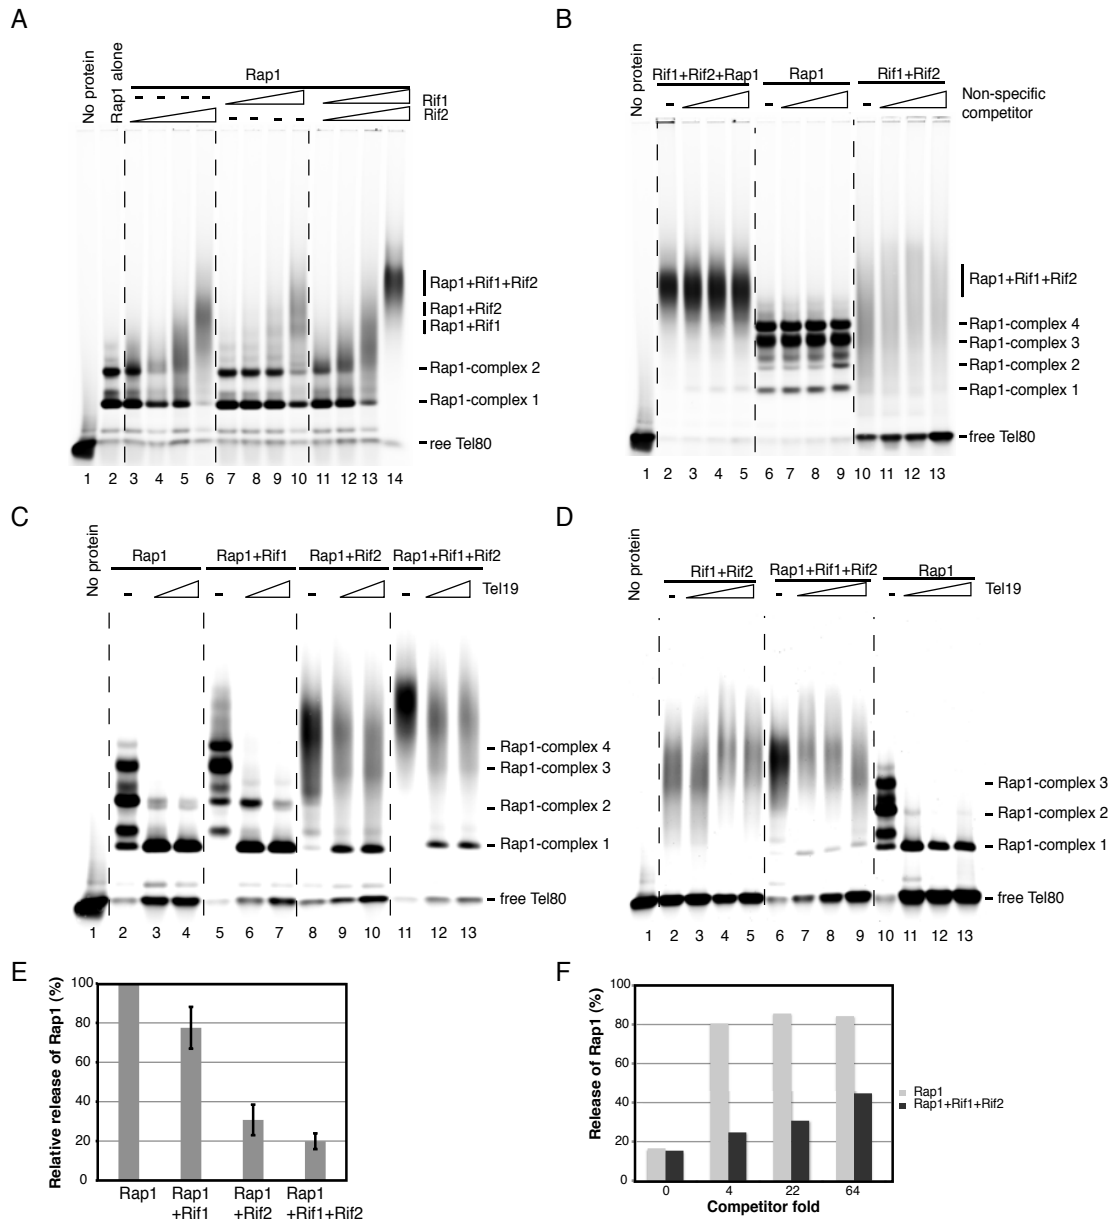 A
No protein
Rap1 alone
Rap1
- - - -
Rif1
- - - -
Rif2
Rap1+Rif1+Rif2
Rap1+Rif2
Rap1+Rif1
Rap1-complex 2
Rap1-complex 1
ree Tel80
1 2 3 4 5 6 7 8 9 10 11 12 13 14
B
No protein
Rif1+Rif2+Rap1 Rap1 Rif1+Rif2
- - -
Non-specific
competitor
Rap1+Rif1+Rif2
Rap1-complex 4
Rap1-complex 3
Rap1-complex 2
Rap1-complex 1
free Tel80
1 2 3 4 5 6 7 8 9 10 11 12 13
C
No protein
Rap1 Rap1+Rif1 Rap1+Rif2 Rap1+Rif1+Rif2
- - - -
Tel19
Rap1-complex 4
Rap1-complex 3
Rap1-complex 2
Rap1-complex 1
free Tel80
1 2 3 4 5 6 7 8 9 10 11 12 13
D
No protein
Rif1+Rif2 Rap1+Rif1+Rif2 Rap1
- - -
Tel19
Rap1-complex 3
Rap1-complex 2
Rap1-complex 1
free Tel80
1 2 3 4 5 6 7 8 9 10 11 12 13
E
Relative release of Rap1 (%)
100
80
60
40
20
0
Rap1 Rap1 Rap1 Rap1
+Rif1 +Rif2 +Rif1+Rif2
F
Release of Rap1 (%)
100
80
60
40
20
0
0 4 22 64
Competitor fold
Rap1
Rap1+Rif1+Rif2